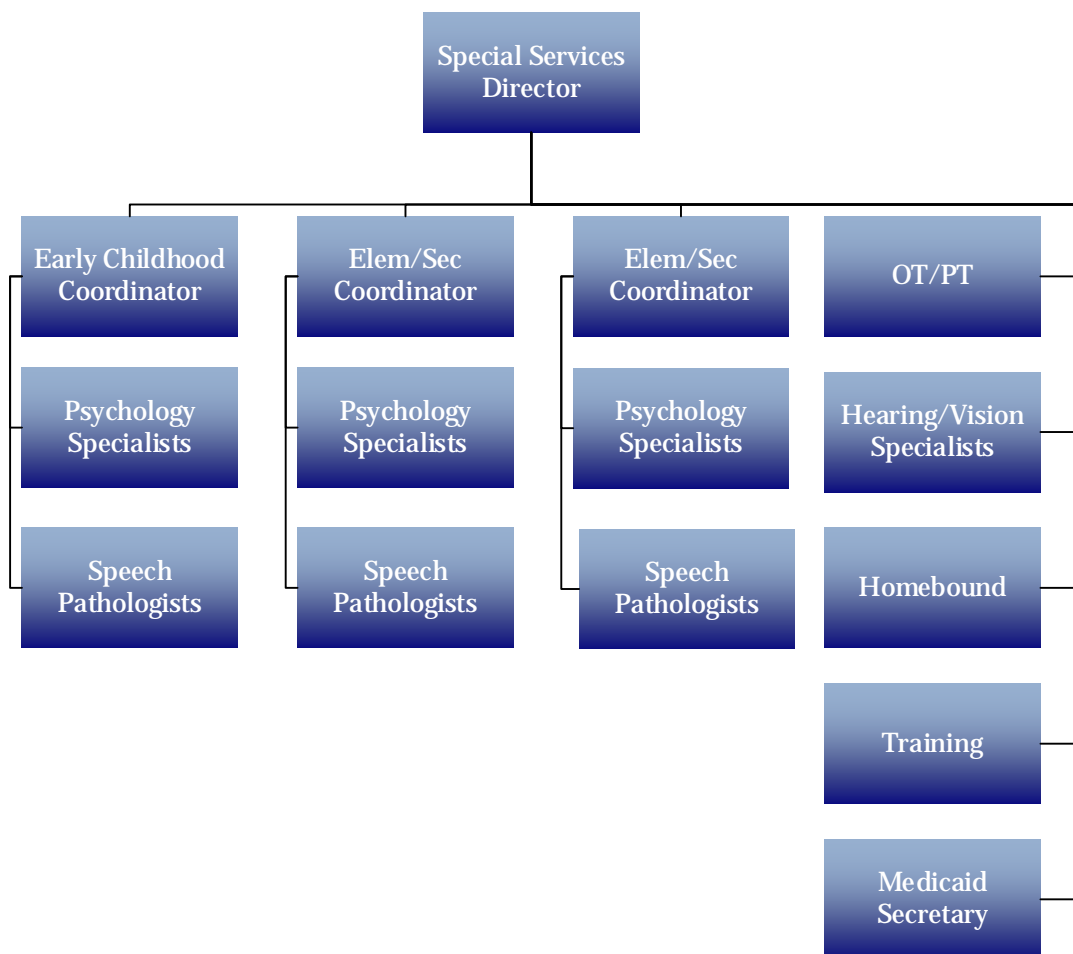 Special Services
Director
Early Childhood
Coordinator
Elem/Sec
Coordinator
Elem/Sec
Coordinator
OT/PT
Psychology
Specialists
Psychology
Specialists
Psychology
Specialists
Hearing/Vision
Specialists
Speech
Pathologists
Speech
Pathologists
Speech
Pathologists
Homebound
Training
Medicaid
Secretary